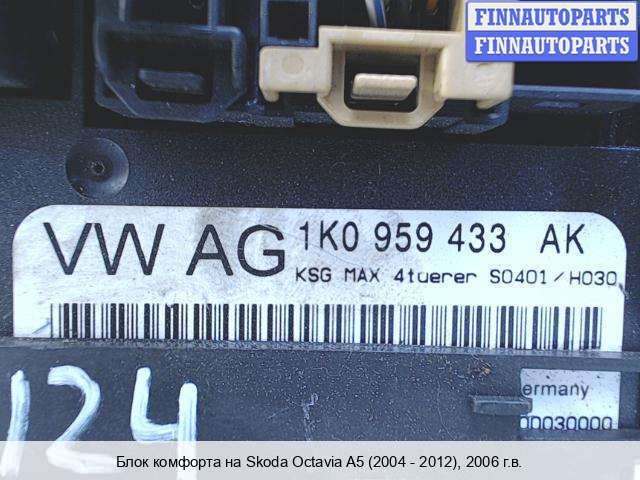 FINNAUTOPARTS
FINNAUTOPARTS
VW AG 1K0 959 433 AK
KSG MAX 4tuerer S0401/H030
124
ermany
00030000
Блок комфорта на Skoda Octavia A5 (2004 - 2012), 2006 г.в.